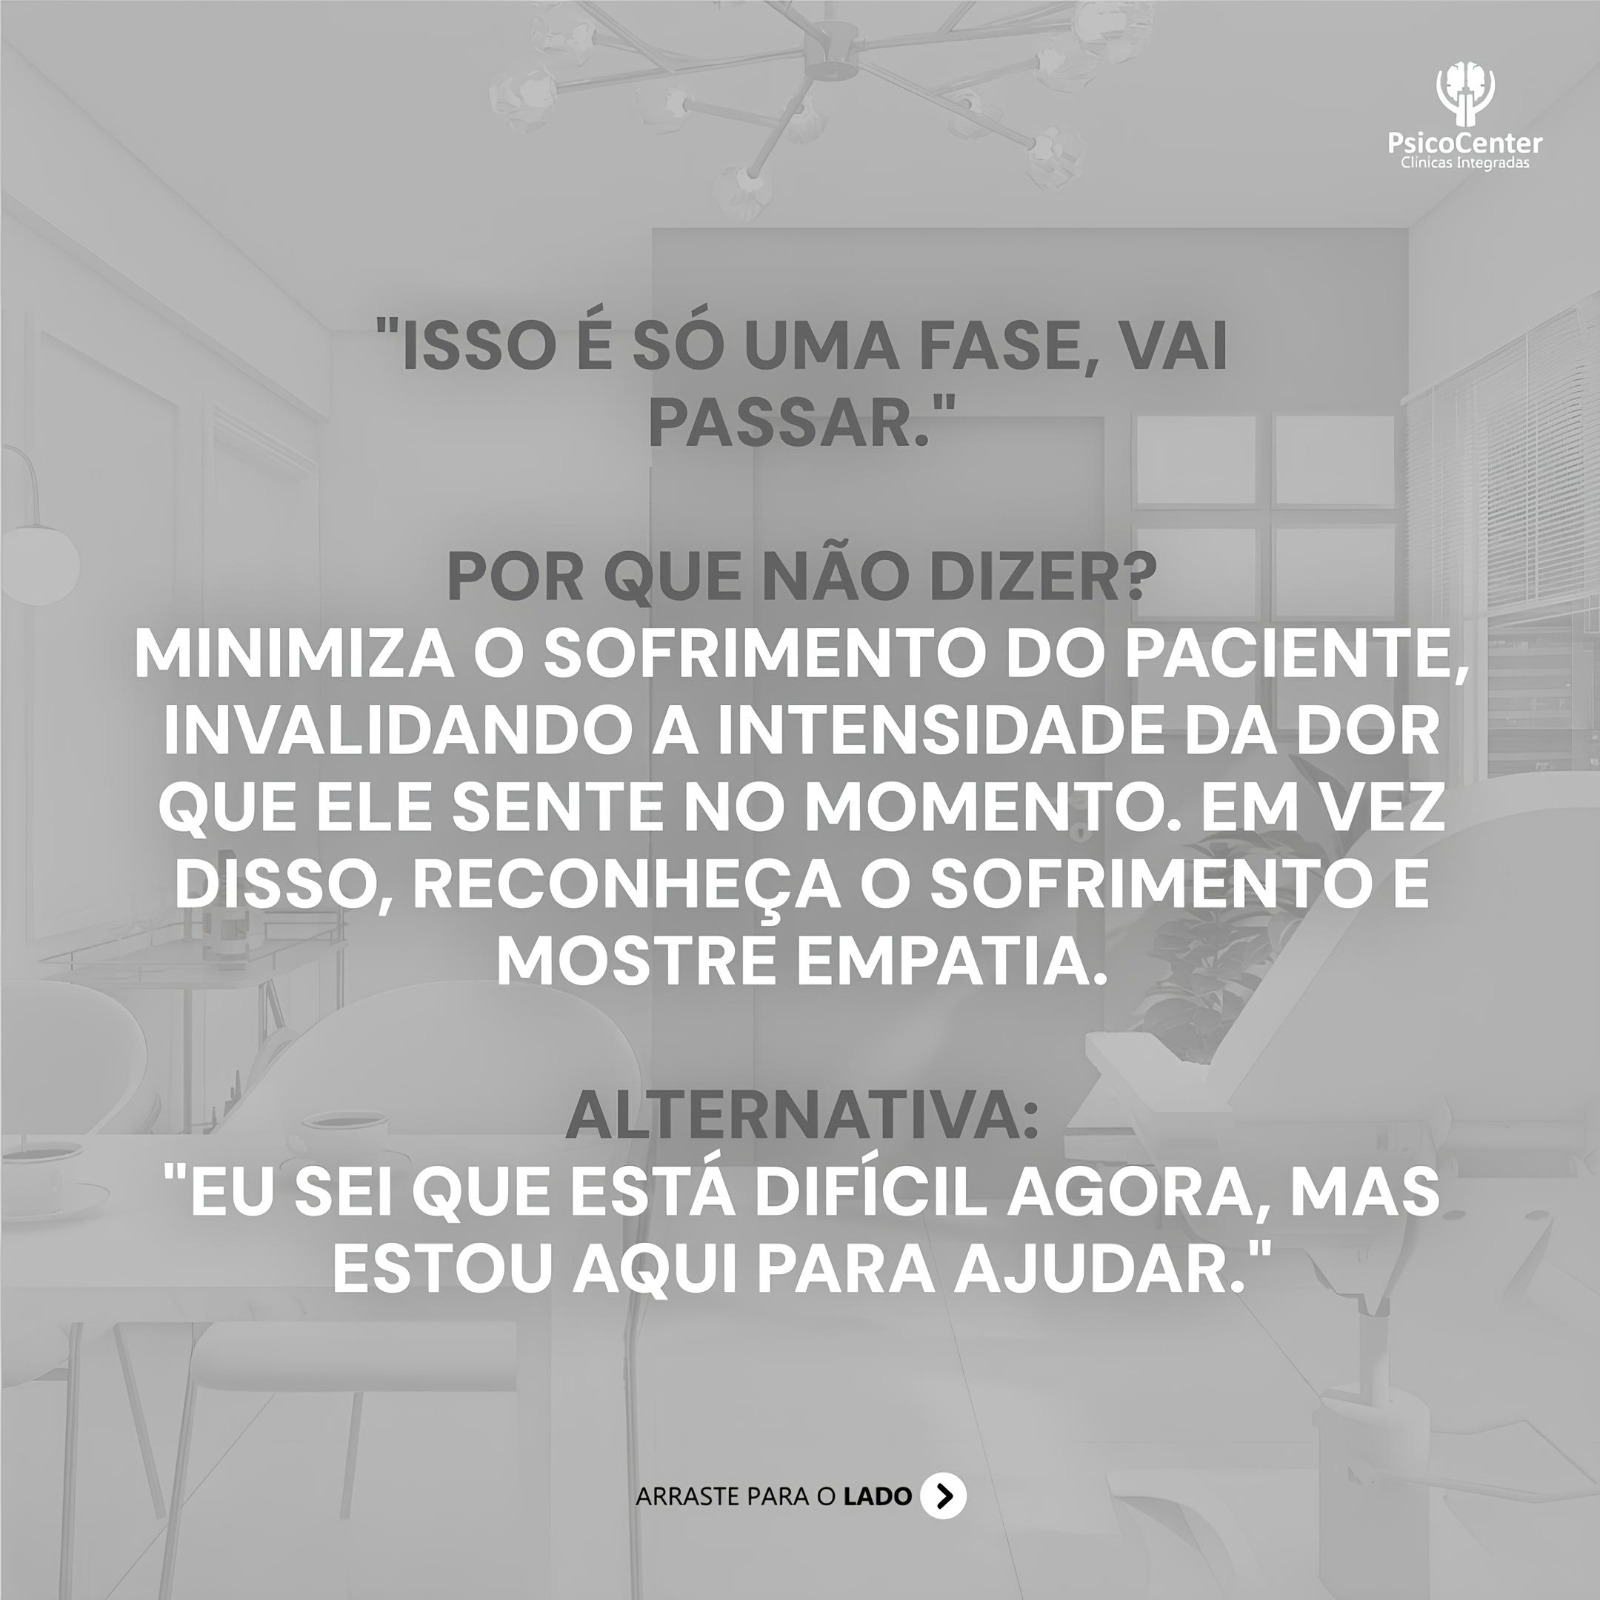 PsicoCenter
Clínicas Integradas
"ISSO É SÓ UMA FASE, VAI
PASSAR."
POR QUE NÃO DIZER?
MINIMIZA O SOFRIMENTO DO PACIENTE,
INVALIDANDO A INTENSIDADE DA DOR
QUE ELE SENTE NO MOMENTO. EM VEZ
DISSO, RECONHEÇA O SOFRIMENTO E
MOSTRE EMPATIA.
ALTERNATIVA:
"EU SEI QUE ESTÁ DIFÍCIL AGORA, MAS
ESTOU AQUI PARA AJUDAR."
ARRASTE PARA O LADO